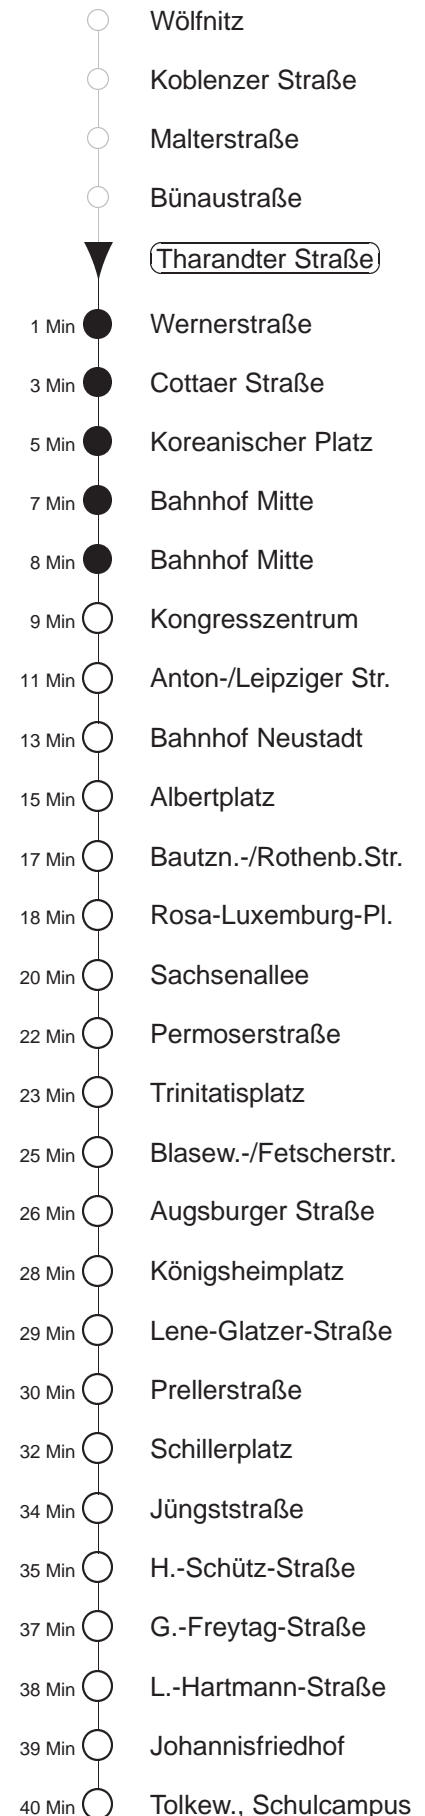 Wölfnitz
Koblenzer Straße
Malterstraße
Bünaustraße
Tharandter Straße
1 Min Wernerstraße
3 Min Cottaer Straße
5 Min Koreanischer Platz
7 Min Bahnhof Mitte
8 Min Bahnhof Mitte
9 Min Kongresszentrum
11 Min Anton-/Leipziger Str.
13 Min Bahnhof Neustadt
15 Min Albertplatz
17 Min Bautzn.-/Rothenb.Str.
18 Min Rosa-Luxemburg-Pl.
20 Min Sachsenallee
22 Min Permoserstraße
23 Min Trinitatisplatz
25 Min Blasew.-/Fetscherstr.
26 Min Augsburger Straße
28 Min Königsheimplatz
29 Min Lene-Glatzer-Straße
30 Min Prellerstraße
32 Min Schillerplatz
34 Min Jüngststraße
35 Min H.-Schütz-Straße
37 Min G.-Freytag-Straße
38 Min L.-Hartmann-Straße
39 Min Johannisfriedhof
40 Min Tolkew., Schulcampus